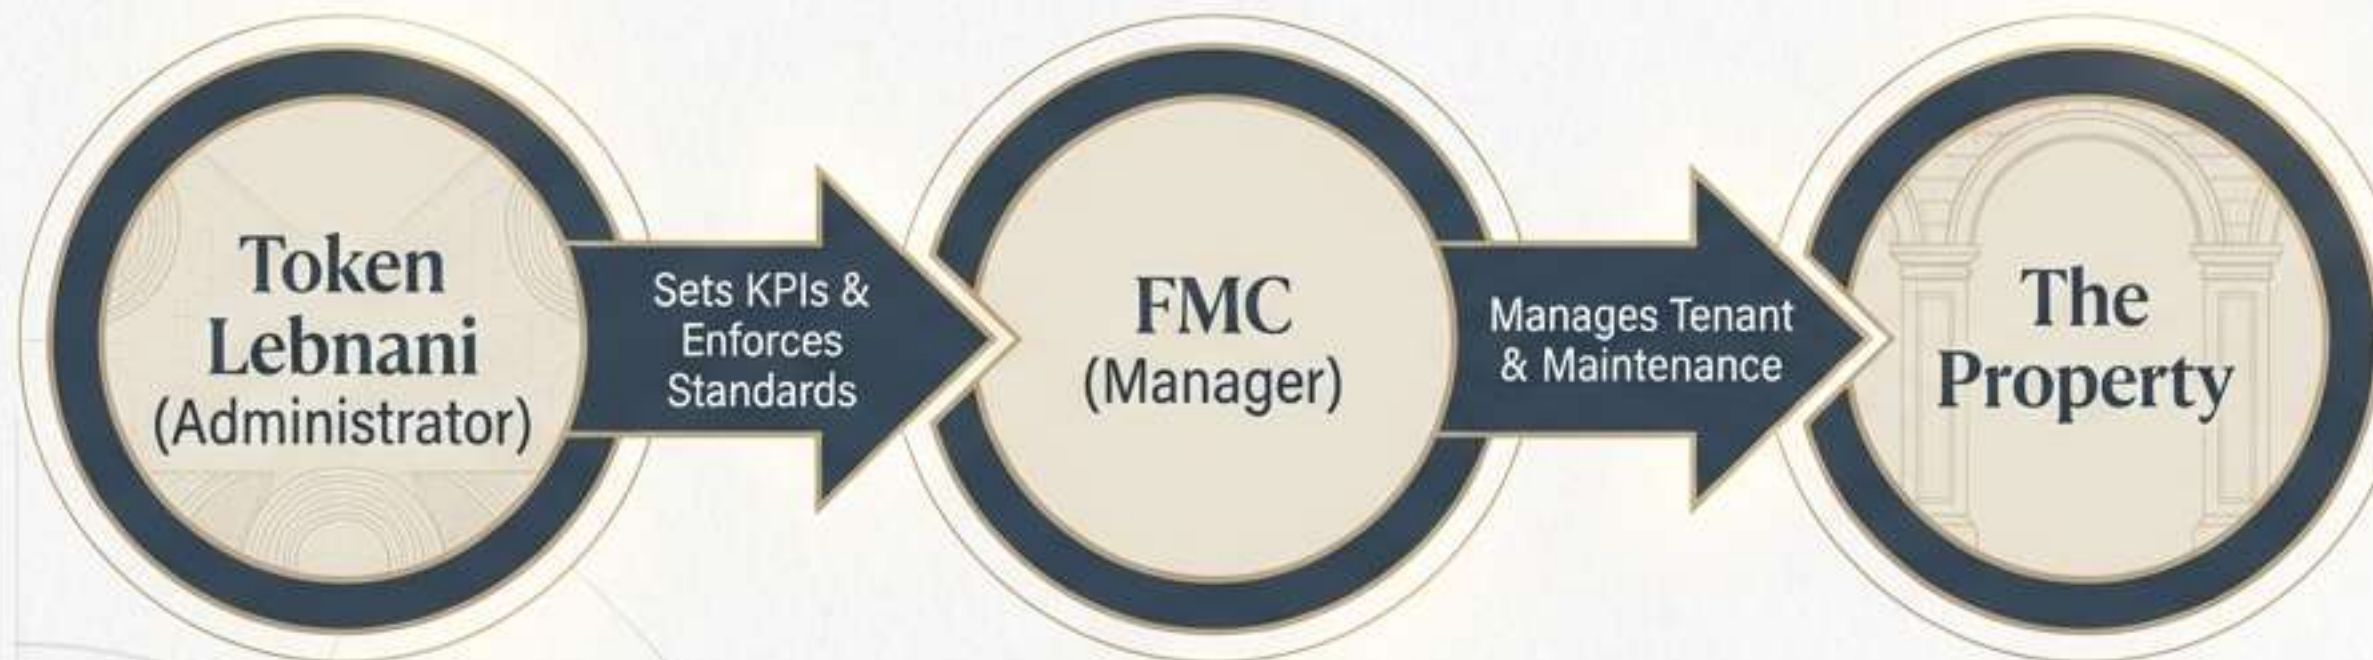 Token
Lebnani
(Administrator)
Sets KPIs &
Enforces
Standards
FMC
(Manager)
Manages Tenant
& Maintenance
The
Property